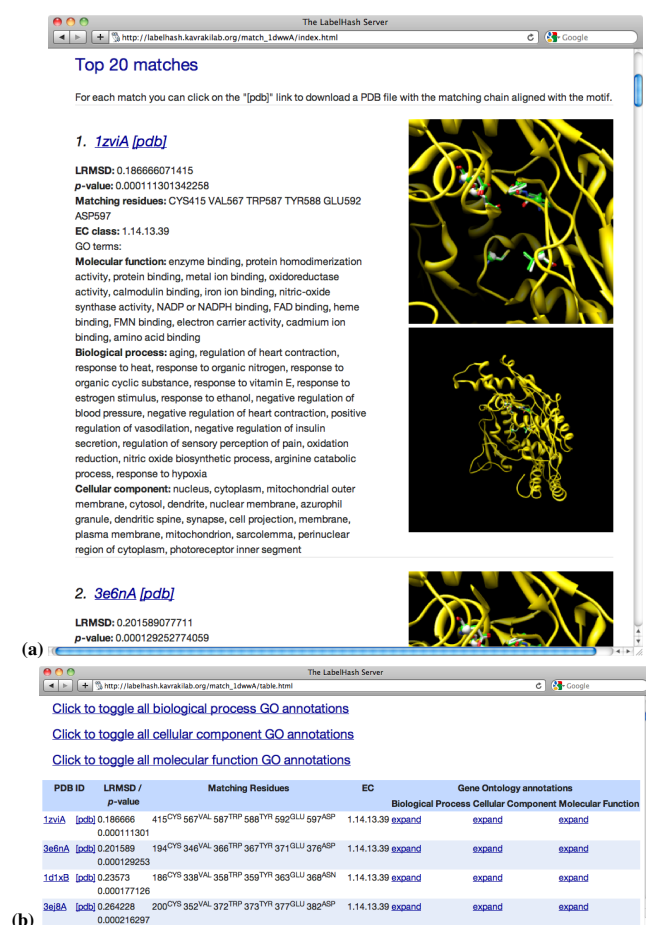 The LabelHash Server
http://labelhash.kavrakilab.org/match_1dwwA/index.html
Google
Top 20 matches
For each match you can click on the "[pdb]" link to download a PDB file with the matching chain aligned with the motif.
1. 1zviA [pdb]
LRMSD: 0.186666071415
p-value: 0.000111301342258
Matching residues: CYS415 VAL567 TRP587 TYR588 GLU592
ASP597
EC class: 1.14.13.39
GO terms:
Molecular function: enzyme binding, protein homodimerization
activity, protein binding, metal ion binding, oxidoreductase
activity, calmodulin binding, iron ion binding, nitric-oxide
synthase activity, NADP or NADPH binding, FAD binding, heme
binding, FMN binding, electron carrier activity, cadmium ion
binding, amino acid binding
Biological process: aging, regulation of heart contraction,
response to heat, response to organic nitrogen, response to
organic cyclic substance, response to vitamin E, response to
estrogen stimulus, response to ethanol, negative regulation of
blood pressure, negative regulation of heart contraction, positive
regulation of vasodilation, negative regulation of insulin
secretion, regulation of sensory perception of pain, oxidation
reduction, nitric oxide biosynthetic process, arginine catabolic
process, response to hypoxia
Cellular component: nucleus, cytoplasm, mitochondrial outer
membrane, cytosol, dendrite, nuclear membrane, azurophil
granule, dendritic spine, synapse, cell projection, membrane,
plasma membrane, mitochondrion, sarcolemma, perinuclear
region of cytoplasm, photoreceptor inner segment
2. 3e6nA [pdb]
LRMSD: 0.201589077711
p-value: 0.000129252774059
(a)
The LabelHash Server
http://labelhash.kavrakilab.org/match_1dwwA/table.html
Google
Click to toggle all biological process GO annotations
Click to toggle all cellular component GO annotations
Click to toggle all molecular function GO annotations
PDB ID LRMSD / Matching Residues EC Gene Ontology annotations
p-value Biological Process Cellular Component Molecular Function
1zviA [pdb] 0.186666 415CYS 567VAL 587TRP 588TYR 592GLU 597ASP 1.14.13.39 expand expand expand
0.000111301
3e6nA [pdb] 0.201589 194CYS 346VAL 366TRP 367TYR 371GLU 376ASP 1.14.13.39 expand expand expand
0.000129253
1d1xB [pdb] 0.23573 186CYS 338VAL 358TRP 359TYR 363GLU 368ASN 1.14.13.39 expand expand expand
0.000177126
3ej8A [pdb] 0.264228 200CYS 352VAL 372TRP 373TYR 377GLU 382ASP 1.14.13.39 expand expand expand
0.000216297
(b)